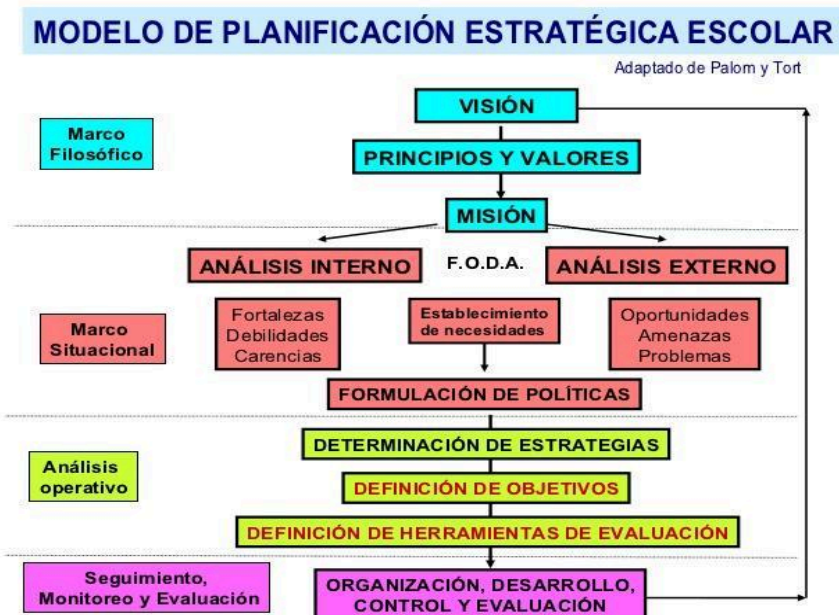 MODELO DE PLANIFICACIÓN ESTRATÉGICA ESCOLAR
Adaptado de Palom y Tort
VISIÓN
Marco
Filosófico
PRINCIPIOS Y VALORES
MISIÓN
ANÁLISIS INTERNO
F.O.D.A.
ANÁLISIS EXTERNO
Marco
Situacional
Fortalezas
Debilidades
Carencias
Establecimiento
de necesidades
Oportunidades
Amenazas
Problemas
FORMULACIÓN DE POLÍTICAS
Análisis
operativo
DETERMINACIÓN DE ESTRATEGIAS
DEFINICIÓN DE OBJETIVOS
DEFINICIÓN DE HERRAMIENTAS DE EVALUACIÓN
Seguimiento,
Monitoreo y Evaluación
ORGANIZACIÓN, DESARROLLO,
CONTROL Y EVALUACIÓN